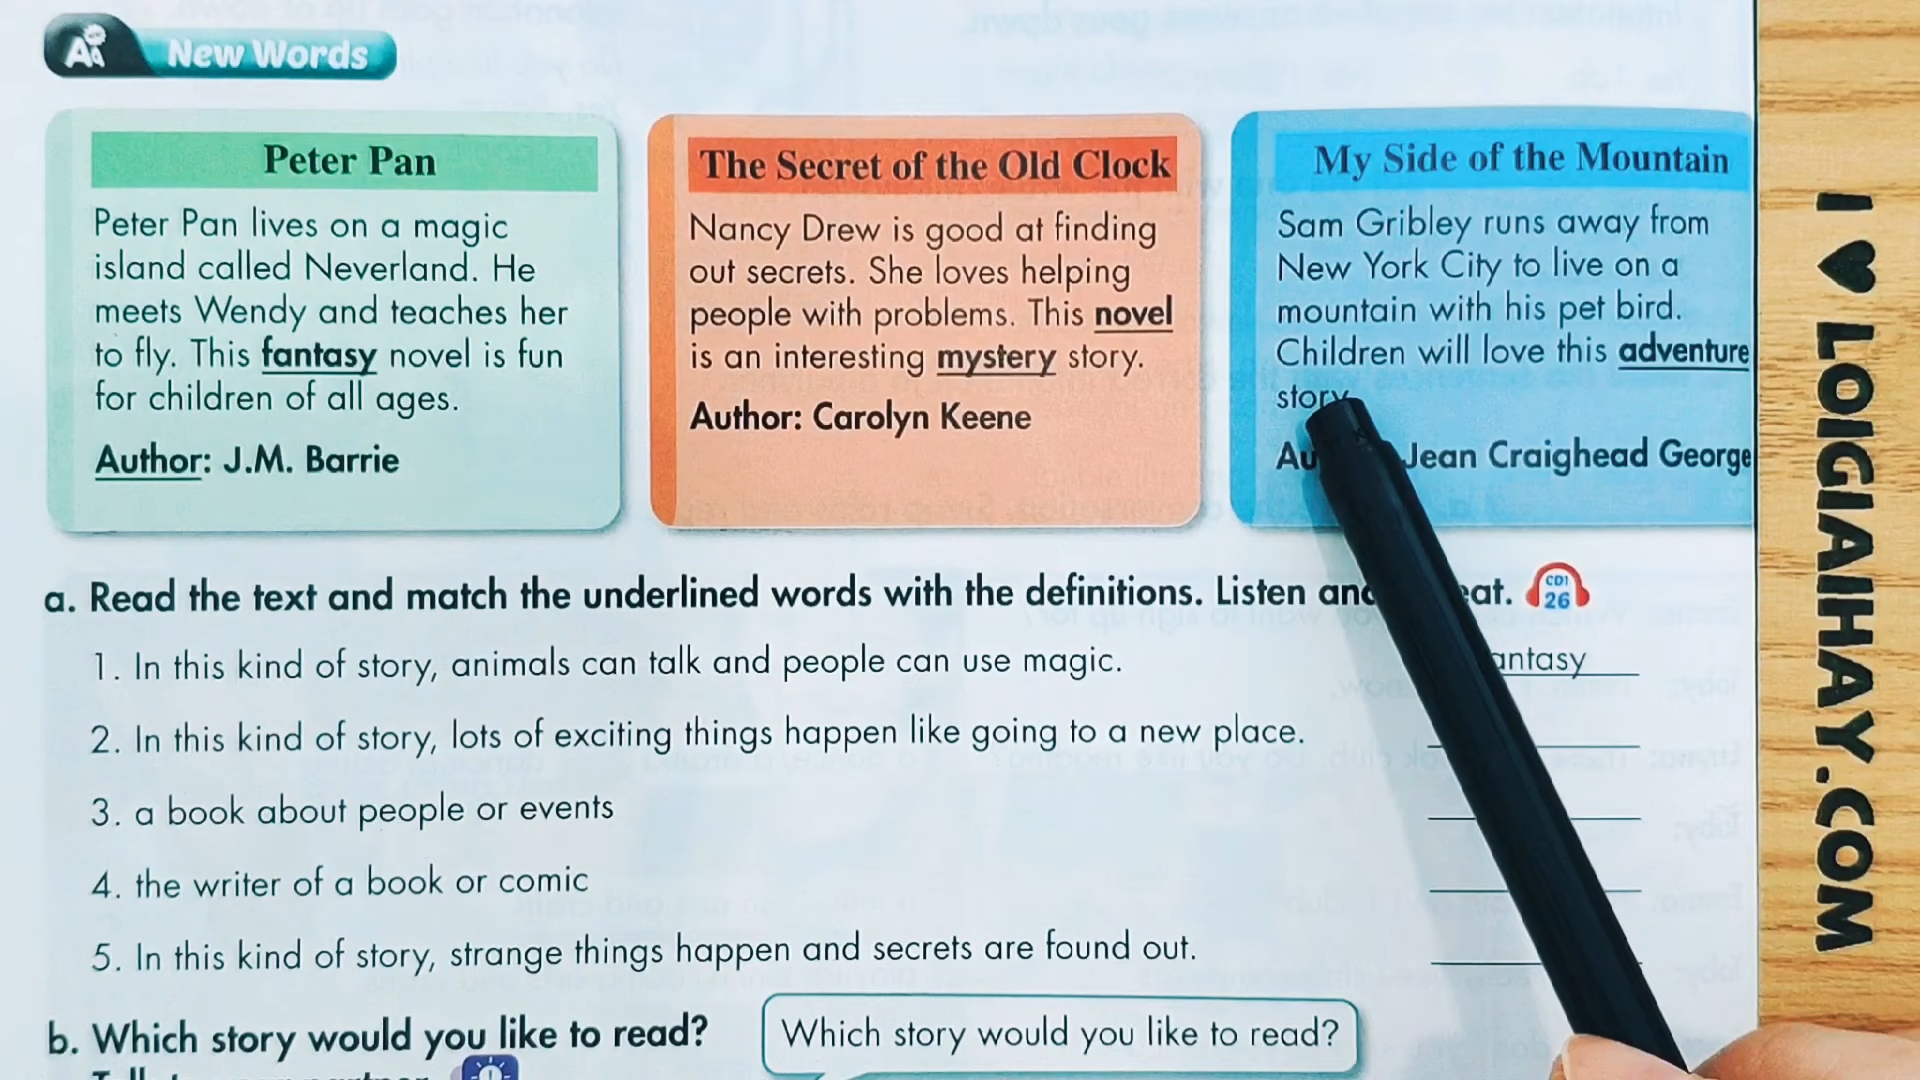 New Words
Peter Pan
Peter Pan lives on a magic
island called Neverland. He
meets Wendy and teaches her
to fly. This fantasy novel is fun
for children of all ages.
Author: J.M. Barrie
The Secret of the Old Clock
Nancy Drew is good at finding
out secrets. She loves helping
people with problems. This novel
is an interesting mystery story.
Author: Carolyn Keene
My Side of the Mountain
Sam Gribley runs away from
New York City to live on a
mountain with his pet bird.
Children will love this adventure
story
Au Jean Craighead George
a. Read the text and match the underlined words with the definitions. Listen and eat.
CD1
26
1. In this kind of story, animals can talk and people can use magic.
antasy
2. In this kind of story, lots of exciting things happen like going to a new place.
3. a book about people or events
4. the writer of a book or comic
5. In this kind of story, strange things happen and secrets are found out.
b. Which story would you like to read?
Which story would you like to read?
I ♥ LOIGIAIHAY.COM